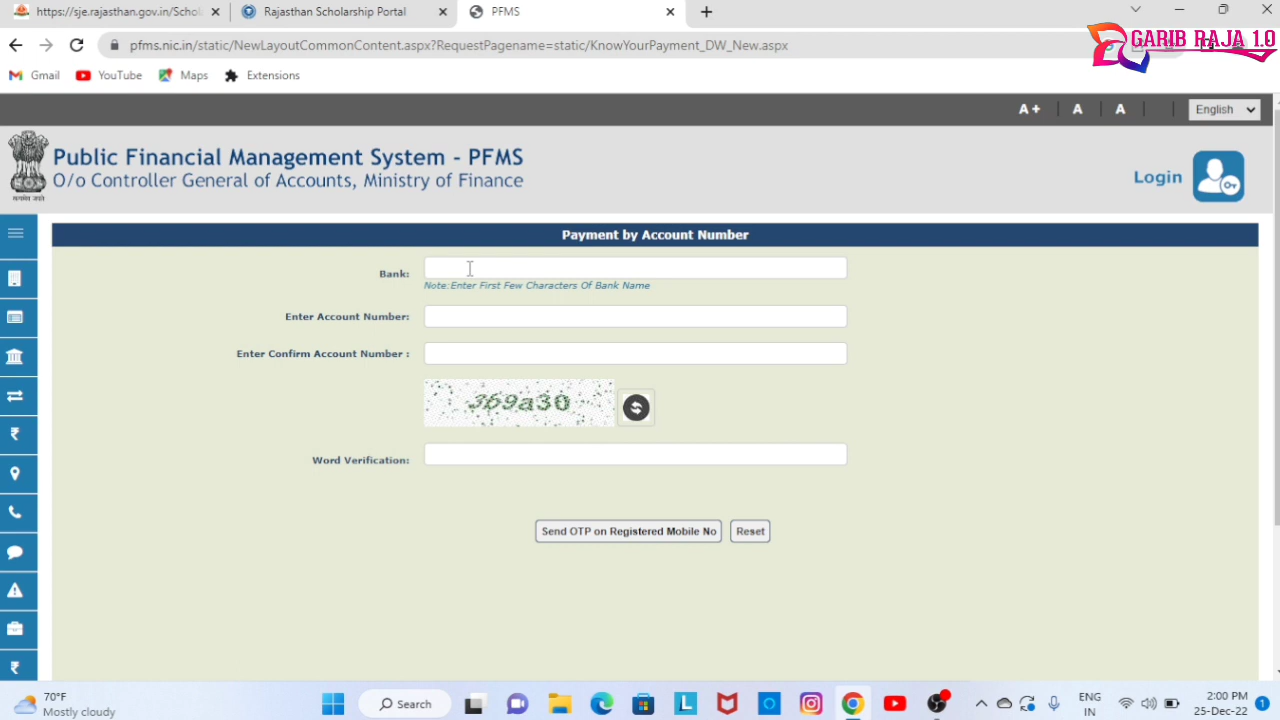 https://sje.rajasthan.gov.in/Schol
Rajasthan Scholarship Portal
PFMS
pfms.nic.in/static/NewLayoutCommonContent.aspx?RequestPagename=static/KnowYourPayment_DW_New.aspx
GARIB RAJA 1.0
Gmail
YouTube
Maps
Extensions
A+ | A | A
English
Public Financial Management System - PFMS
O/o Controller General of Accounts, Ministry of Finance
सत्यमेव जयते
Login
Payment by Account Number
Bank:
Note:Enter First Few Characters Of Bank Name
Enter Account Number:
Enter Confirm Account Number :
369a30
Word Verification:
Send OTP on Registered Mobile No
Reset
70°F
Mostly cloudy
Search
ENG
IN
2:00 PM
25-Dec-22
1